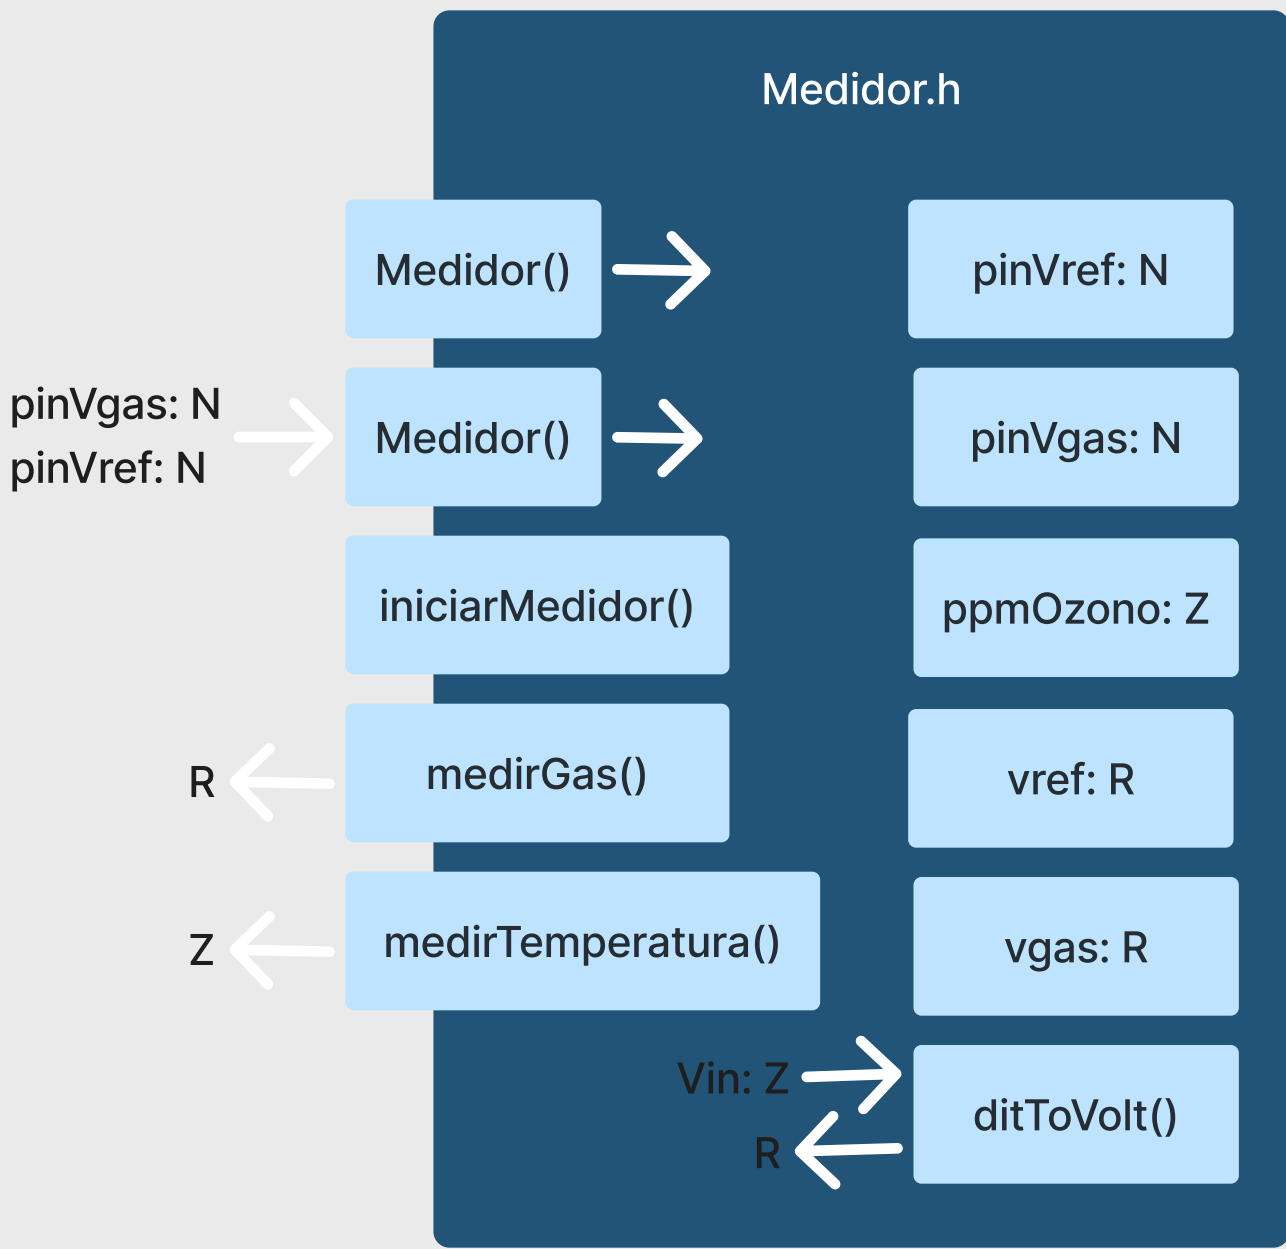 Medidor.h
Medidor()
pinVref: N
pinVgas: N
pinVref: N
Medidor()
pinVgas: N
iniciarMedidor()
ppmOzono: Z
R
medirGas()
vref: R
Z
medirTemperatura()
vgas: R
Vin: Z
R
ditToVolt()